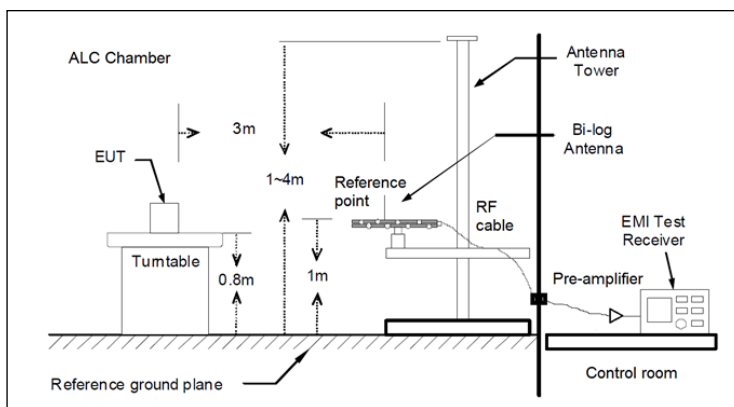 ALC Chamber
Antenna
Tower
3m
Bi-log
Antenna
EUT
1~4m
Reference
point
RF
cable
EMI Test
Receiver
Turntable
0.8m
1m
Pre-amplifier
Reference ground plane
Control room